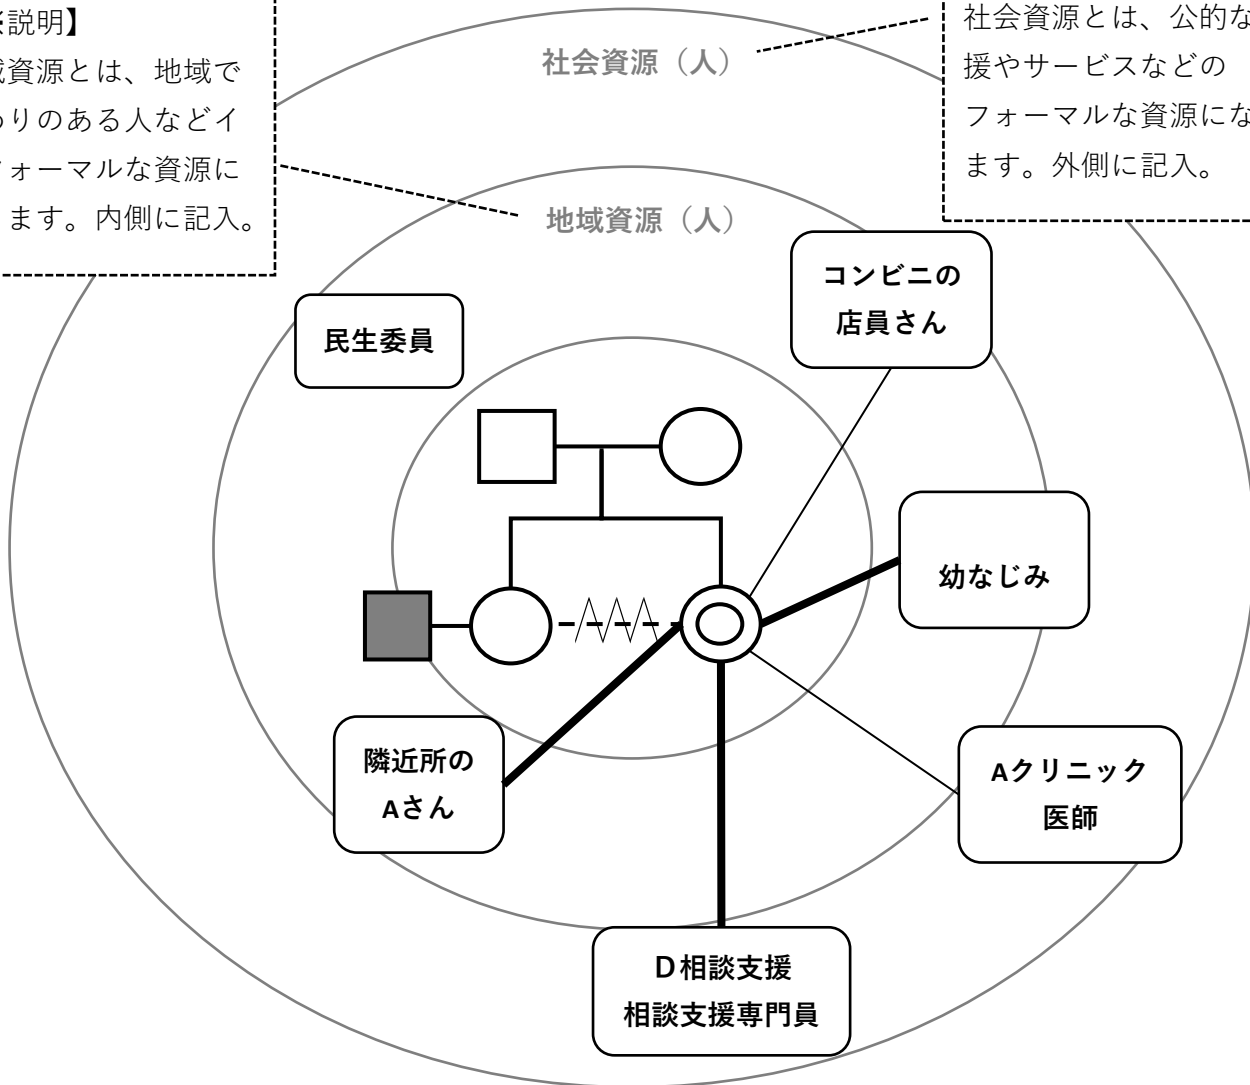 説明】
資源とは、地域で
わりのある人などイ
フォーマルな資源に
ます。内側に記入。
社会資源（人）
社会資源とは、公的な
援やサービスなどの
フォーマルな資源にな
ます。外側に記入。
地域資源（人）
コンビニの
店員さん
民生委員
幼なじみ
隣近所の
Aさん
Aクリニック
医師
D相談支援
相談支援専門員